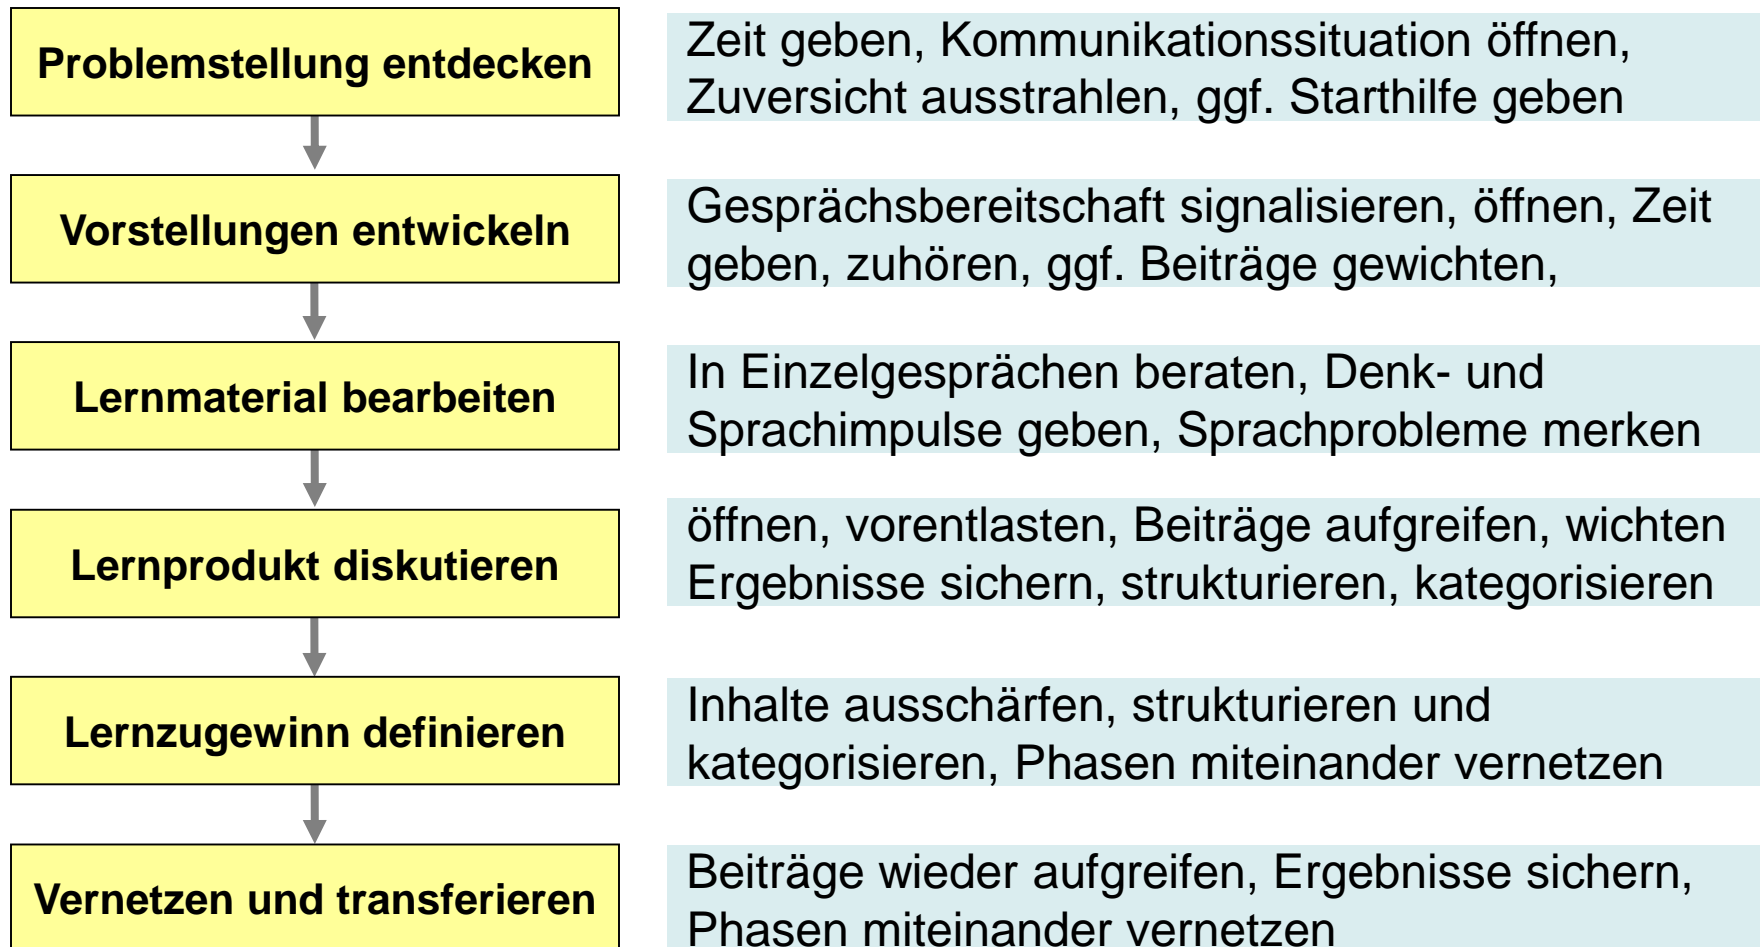 Problemstellung entdecken
Zeit geben, Kommunikationssituation öffnen,
Zuversicht ausstrahlen, ggf. Starthilfe geben
Vorstellungen entwickeln
Gesprächsbereitschaft signalisieren, öffnen, Zeit
geben, zuhören, ggf. Beiträge gewichten,
Lernmaterial bearbeiten
In Einzelgesprächen beraten, Denk- und
Sprachimpulse geben, Sprachprobleme merken
Lernprodukt diskutieren
öffnen, vorentlasten, Beiträge aufgreifen, wichten
Ergebnisse sichern, strukturieren, kategorisieren
Lernzugewinn definieren
Inhalte ausschärfen, strukturieren und
kategorisieren, Phasen miteinander vernetzen
Vernetzen und transferieren
Beiträge wieder aufgreifen, Ergebnisse sichern,
Phasen miteinander vernetzen